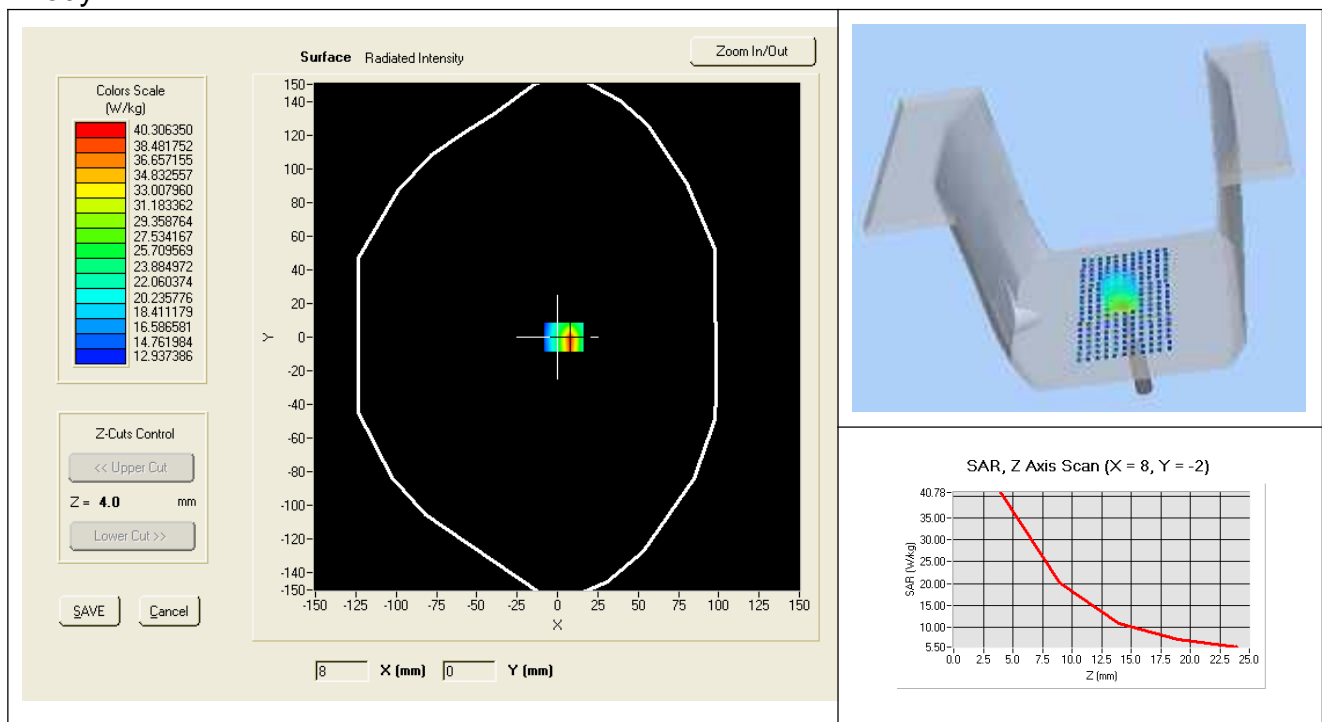 Surface Radiated Intensity
Zoom In/Out
Colors Scale
(W/kg)
40.306350
38.481752
36.657155
34.832557
33.007960
31.183362
29.358764
27.534167
25.709569
23.884972
22.060374
20.235776
18.411179
16.586581
14.761984
12.937386
Z-Cuts Control
<< Upper Cut
Z = 4.0 mm
Lower Cut >>
SAVE Cancel
Y
150-
140-
120-
100-
80-
60-
40-
20-
0-
-20-
-40-
-60-
-80-
-100-
-120-
-140-
-150-
-150 -125 -100 -75 -50 -25 0 25 50 75 100 125 150
X
8 X (mm) 0 Y (mm)
SAR, Z Axis Scan (X = 8, Y = -2)
SAR (W/kg)
40.78-
35.00-
30.00-
25.00-
20.00-
15.00-
10.00-
5.50-
0.0 2.5 5.0 7.5 10.0 12.5 15.0 17.5 20.0 22.5 25.0
Z (mm)